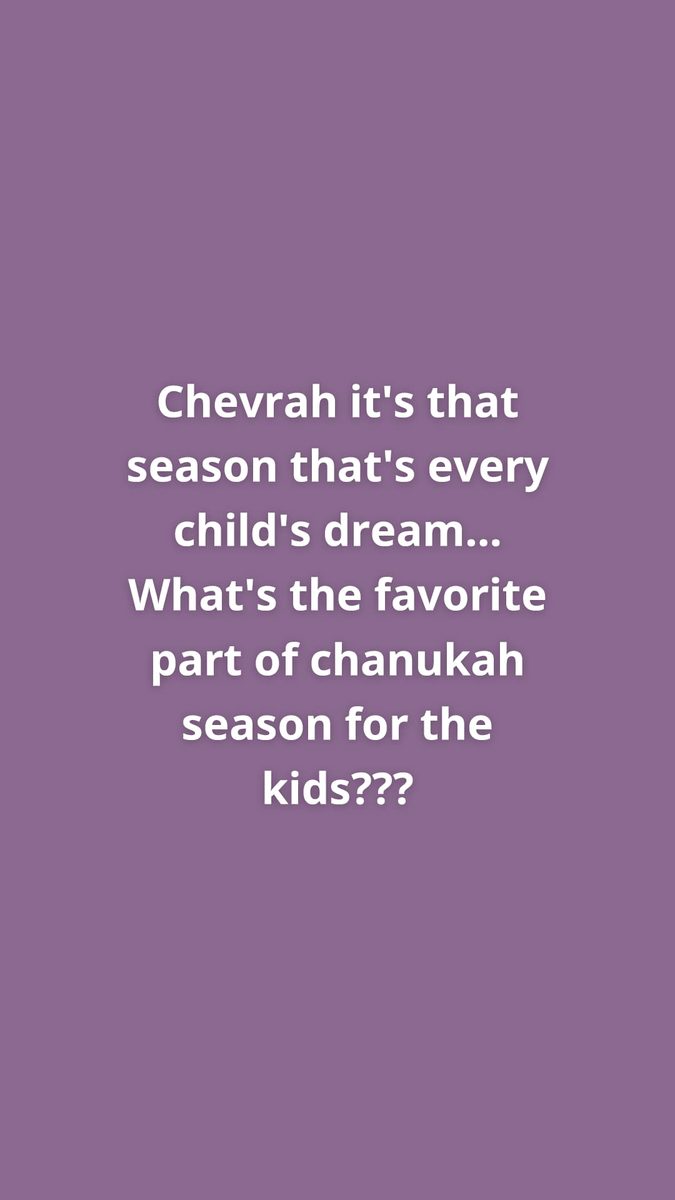 Chevrah it's that
season that's every
child's dream...
What's the favorite
part of chanukah
season for the
kids???